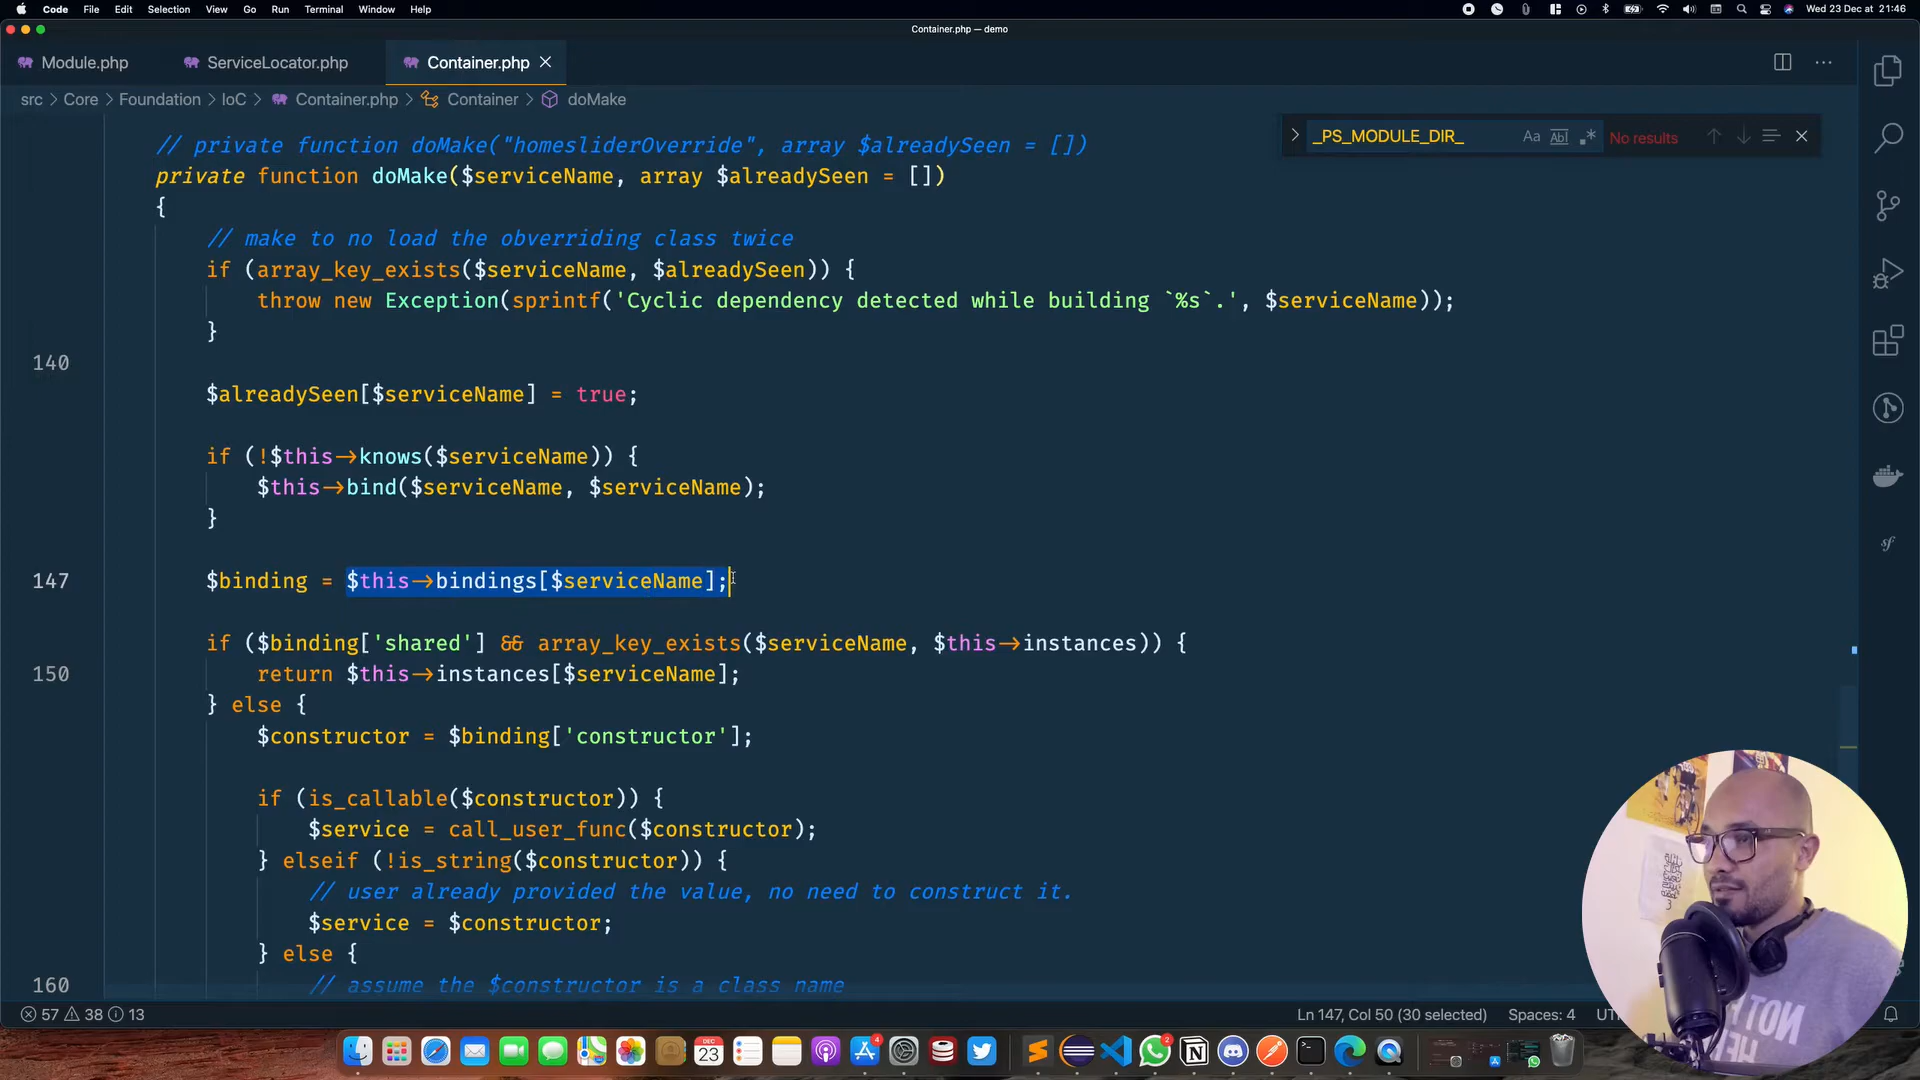 Code File Edit Selection View Go Run Terminal Window Help Wed 23 Dec at 21:46
Container.php — demo
Module.php ServiceLocator.php Container.php
src > Core > Foundation > IoC > Container.php > Container > doMake
_PS_MODULE_DIR_ Aa Abl No results
// private function doMake("homesliderOverride", array $alreadySeen = [])
private function doMake($serviceName, array $alreadySeen = [])
{
// make to no load the obverriding class twice
if (array_key_exists($serviceName, $alreadySeen)) {
throw new Exception(sprintf('Cyclic dependency detected while building `%s`.', $serviceName));
}
140
$alreadySeen[$serviceName] = true;
if (!$this->knows($serviceName)) {
$this->bind($serviceName, $serviceName);
}
147 $binding = $this->bindings[$serviceName];
if ($binding['shared'] && array_key_exists($serviceName, $this->instances)) {
150 return $this->instances[$serviceName];
} else {
$constructor = $binding['constructor'];
if (is_callable($constructor)) {
$service = call_user_func($constructor);
} elseif (!is_string($constructor)) {
// user already provided the value, no need to construct it.
$service = $constructor;
} else {
160 // assume the $constructor is a class name
57 38 13 Ln 147, Col 50 (30 selected) Spaces: 4
DEC
23
4
2